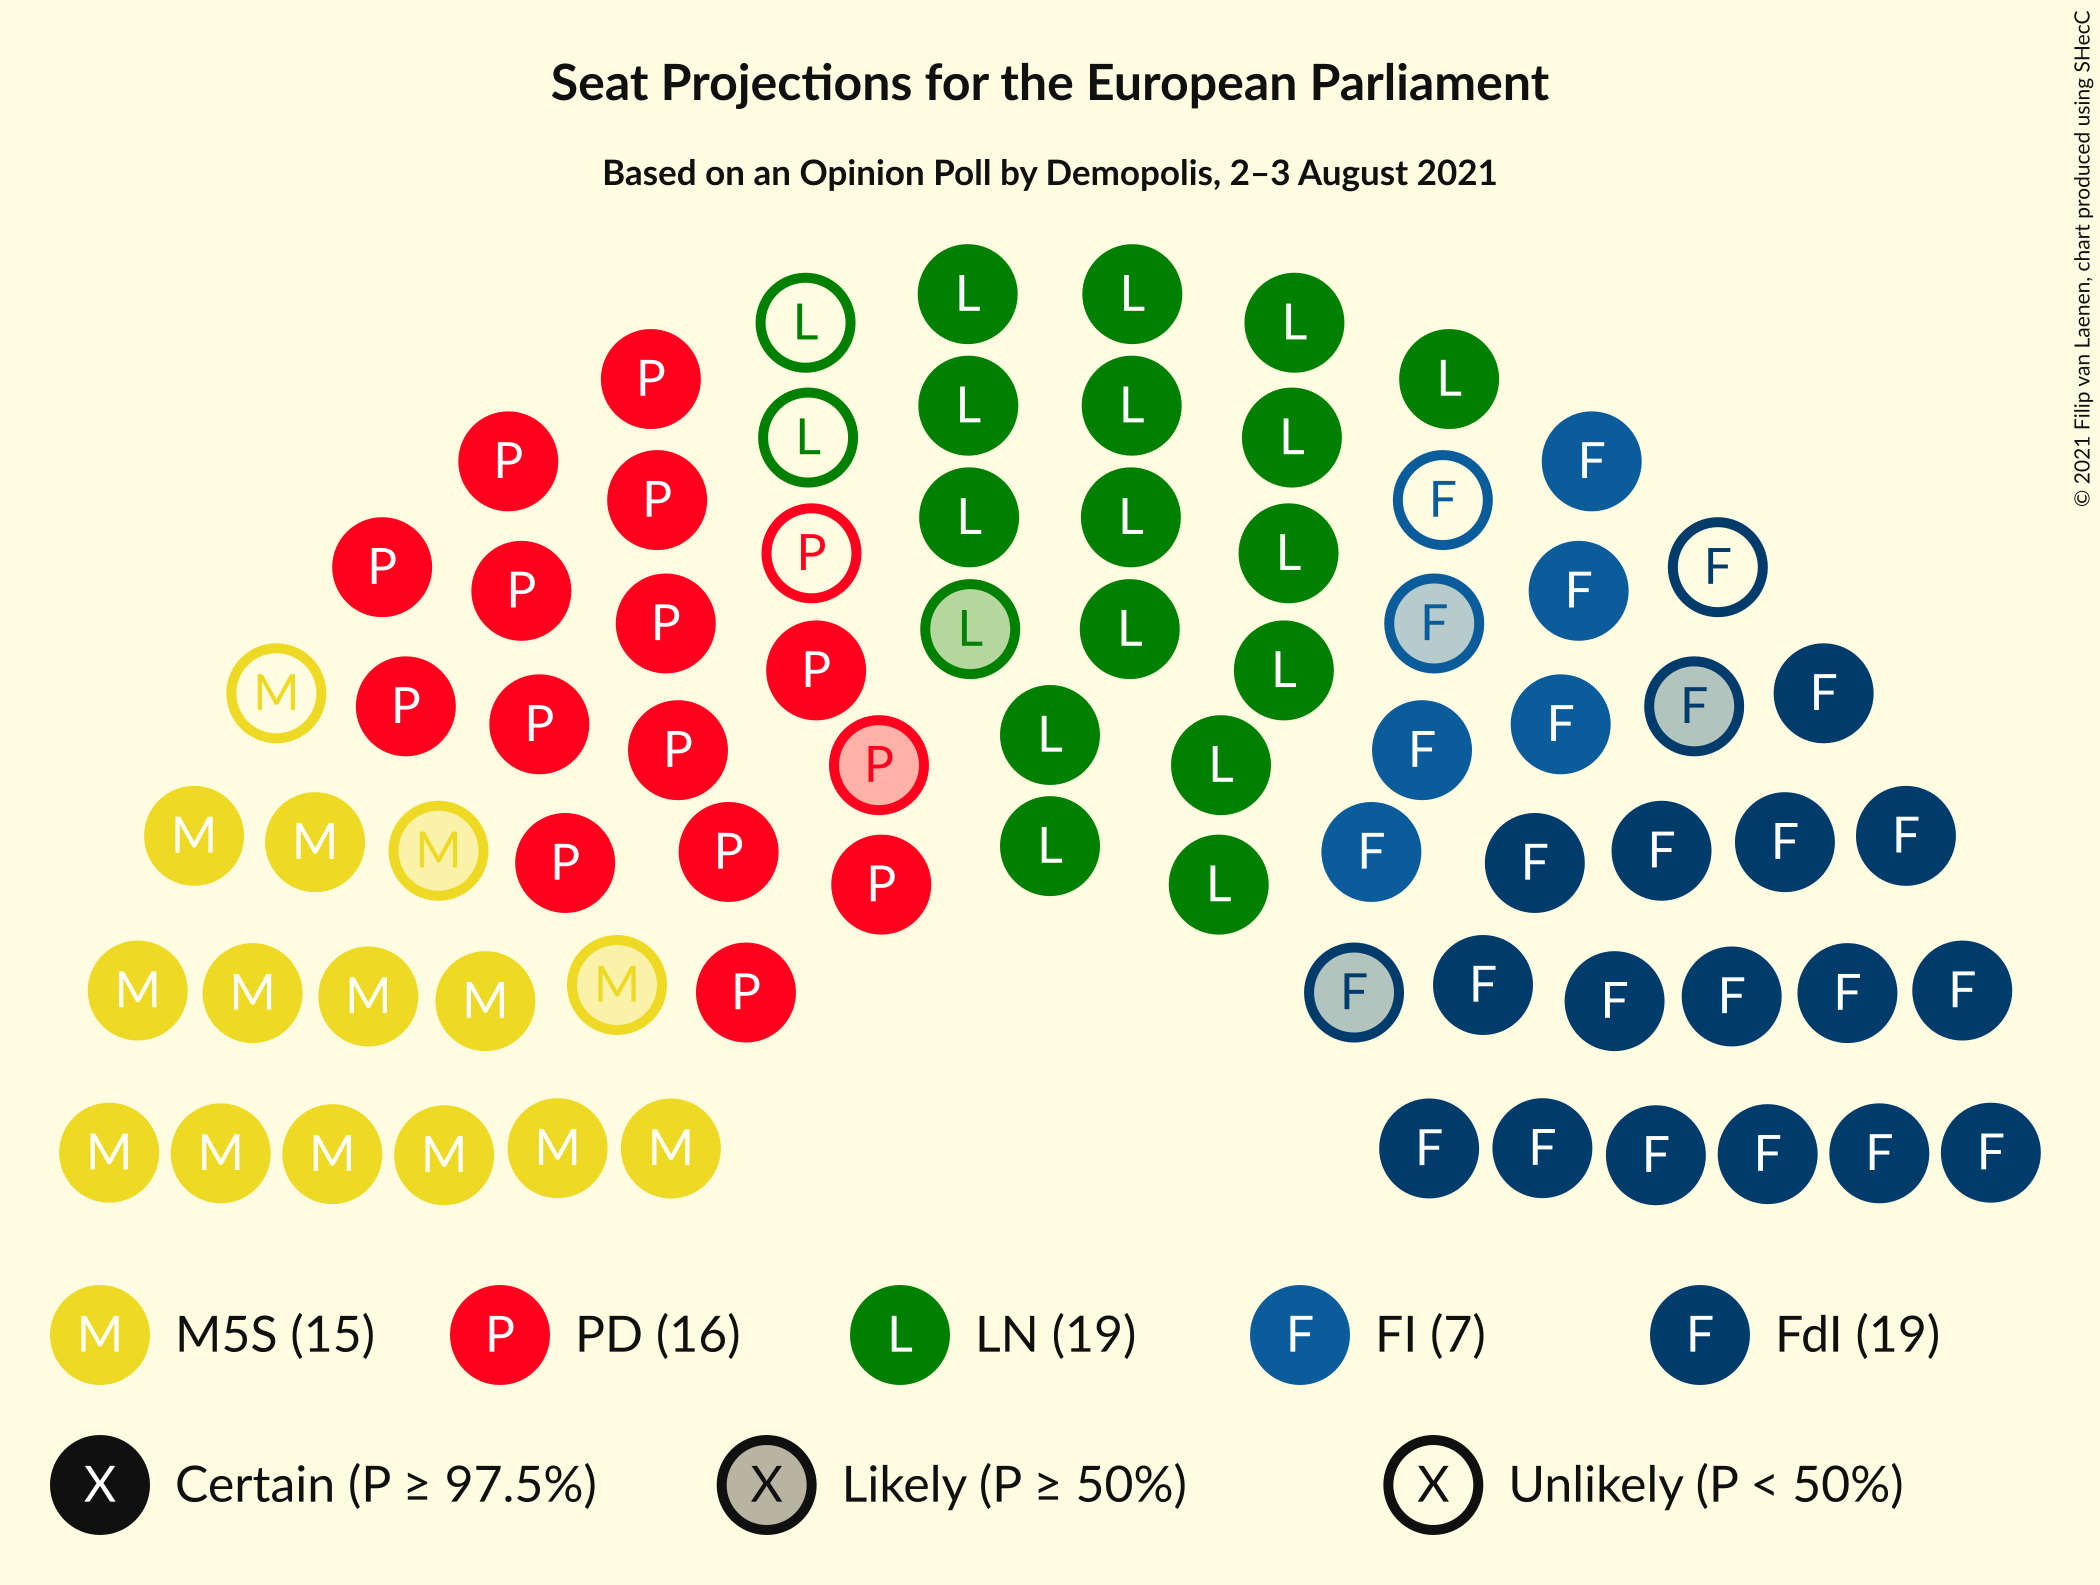 Seat Projections for the European Parliament
Based on an Opinion Poll by Demopolis, 2–3 August 2021
© 2021 Filip van Laenen, chart produced using SHecC
L L L L
P L
L L L L
P F
P F F
P P L L L
P P F F
P P L L L
P F F
M P P P L F F F F
P P L L
M M M P P L L F F F F F
P L
M M M M M P F F F F F F
M M M M M M F F F F F F
M M5S (15) P PD (16) L LN (19) F FI (7) F FdI (19)
X Certain (P ≥ 97.5%) X Likely (P ≥ 50%) X Unlikely (P < 50%)